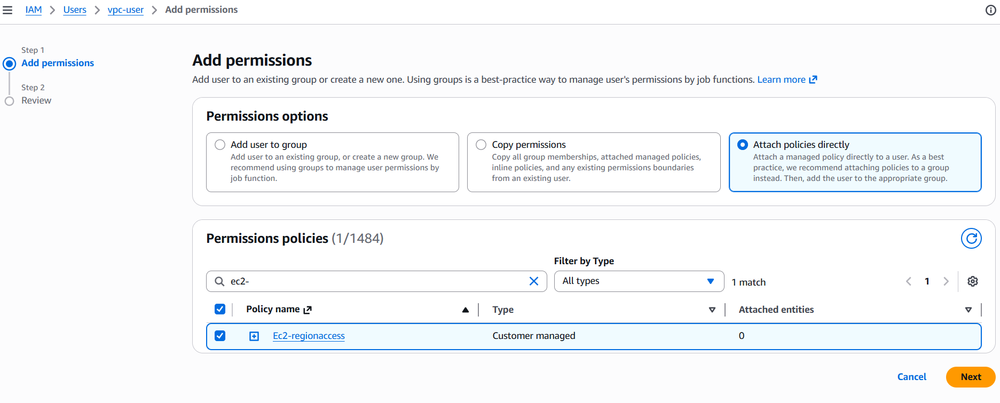 IAM > Users > vpc-user > Add permissions
Step 1
Add permissions
Step 2
Review
Add permissions
Add user to an existing group or create a new one. Using groups is a best-practice way to manage user's permissions by job functions. Learn more
Permissions options
Add user to group
Add user to an existing group, or create a new group. We
recommend using groups to manage user permissions by
job function.
Copy permissions
Copy all group memberships, attached managed policies,
inline policies, and any existing permissions boundaries
from an existing user.
Attach policies directly
Attach a managed policy directly to a user. As a best
practice, we recommend attaching policies to a group
instead. Then, add the user to the appropriate group.
Permissions policies (1/1484)
Filter by Type
ec2- All types 1 match 1
Policy name Type Attached entities
Ec2-regionaccess Customer managed 0
Cancel Next